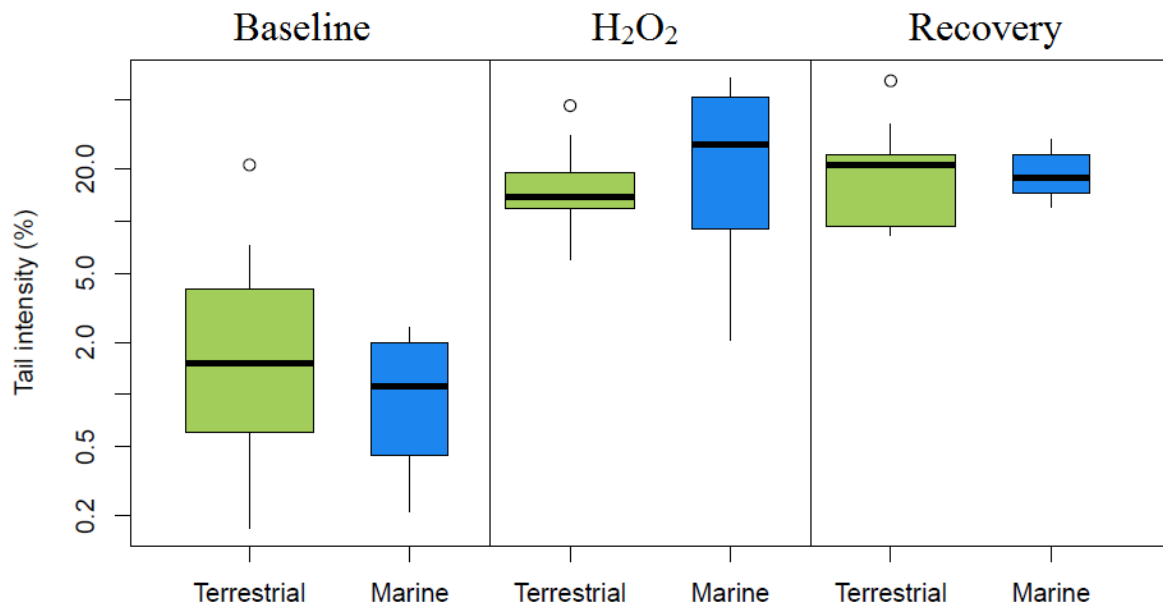 Baseline
H₂O₂
Recovery
Tail intensity (%)
20.0
5.0
2.0
0.5
0.2
Terrestrial
Marine
Terrestrial
Marine
Terrestrial
Marine